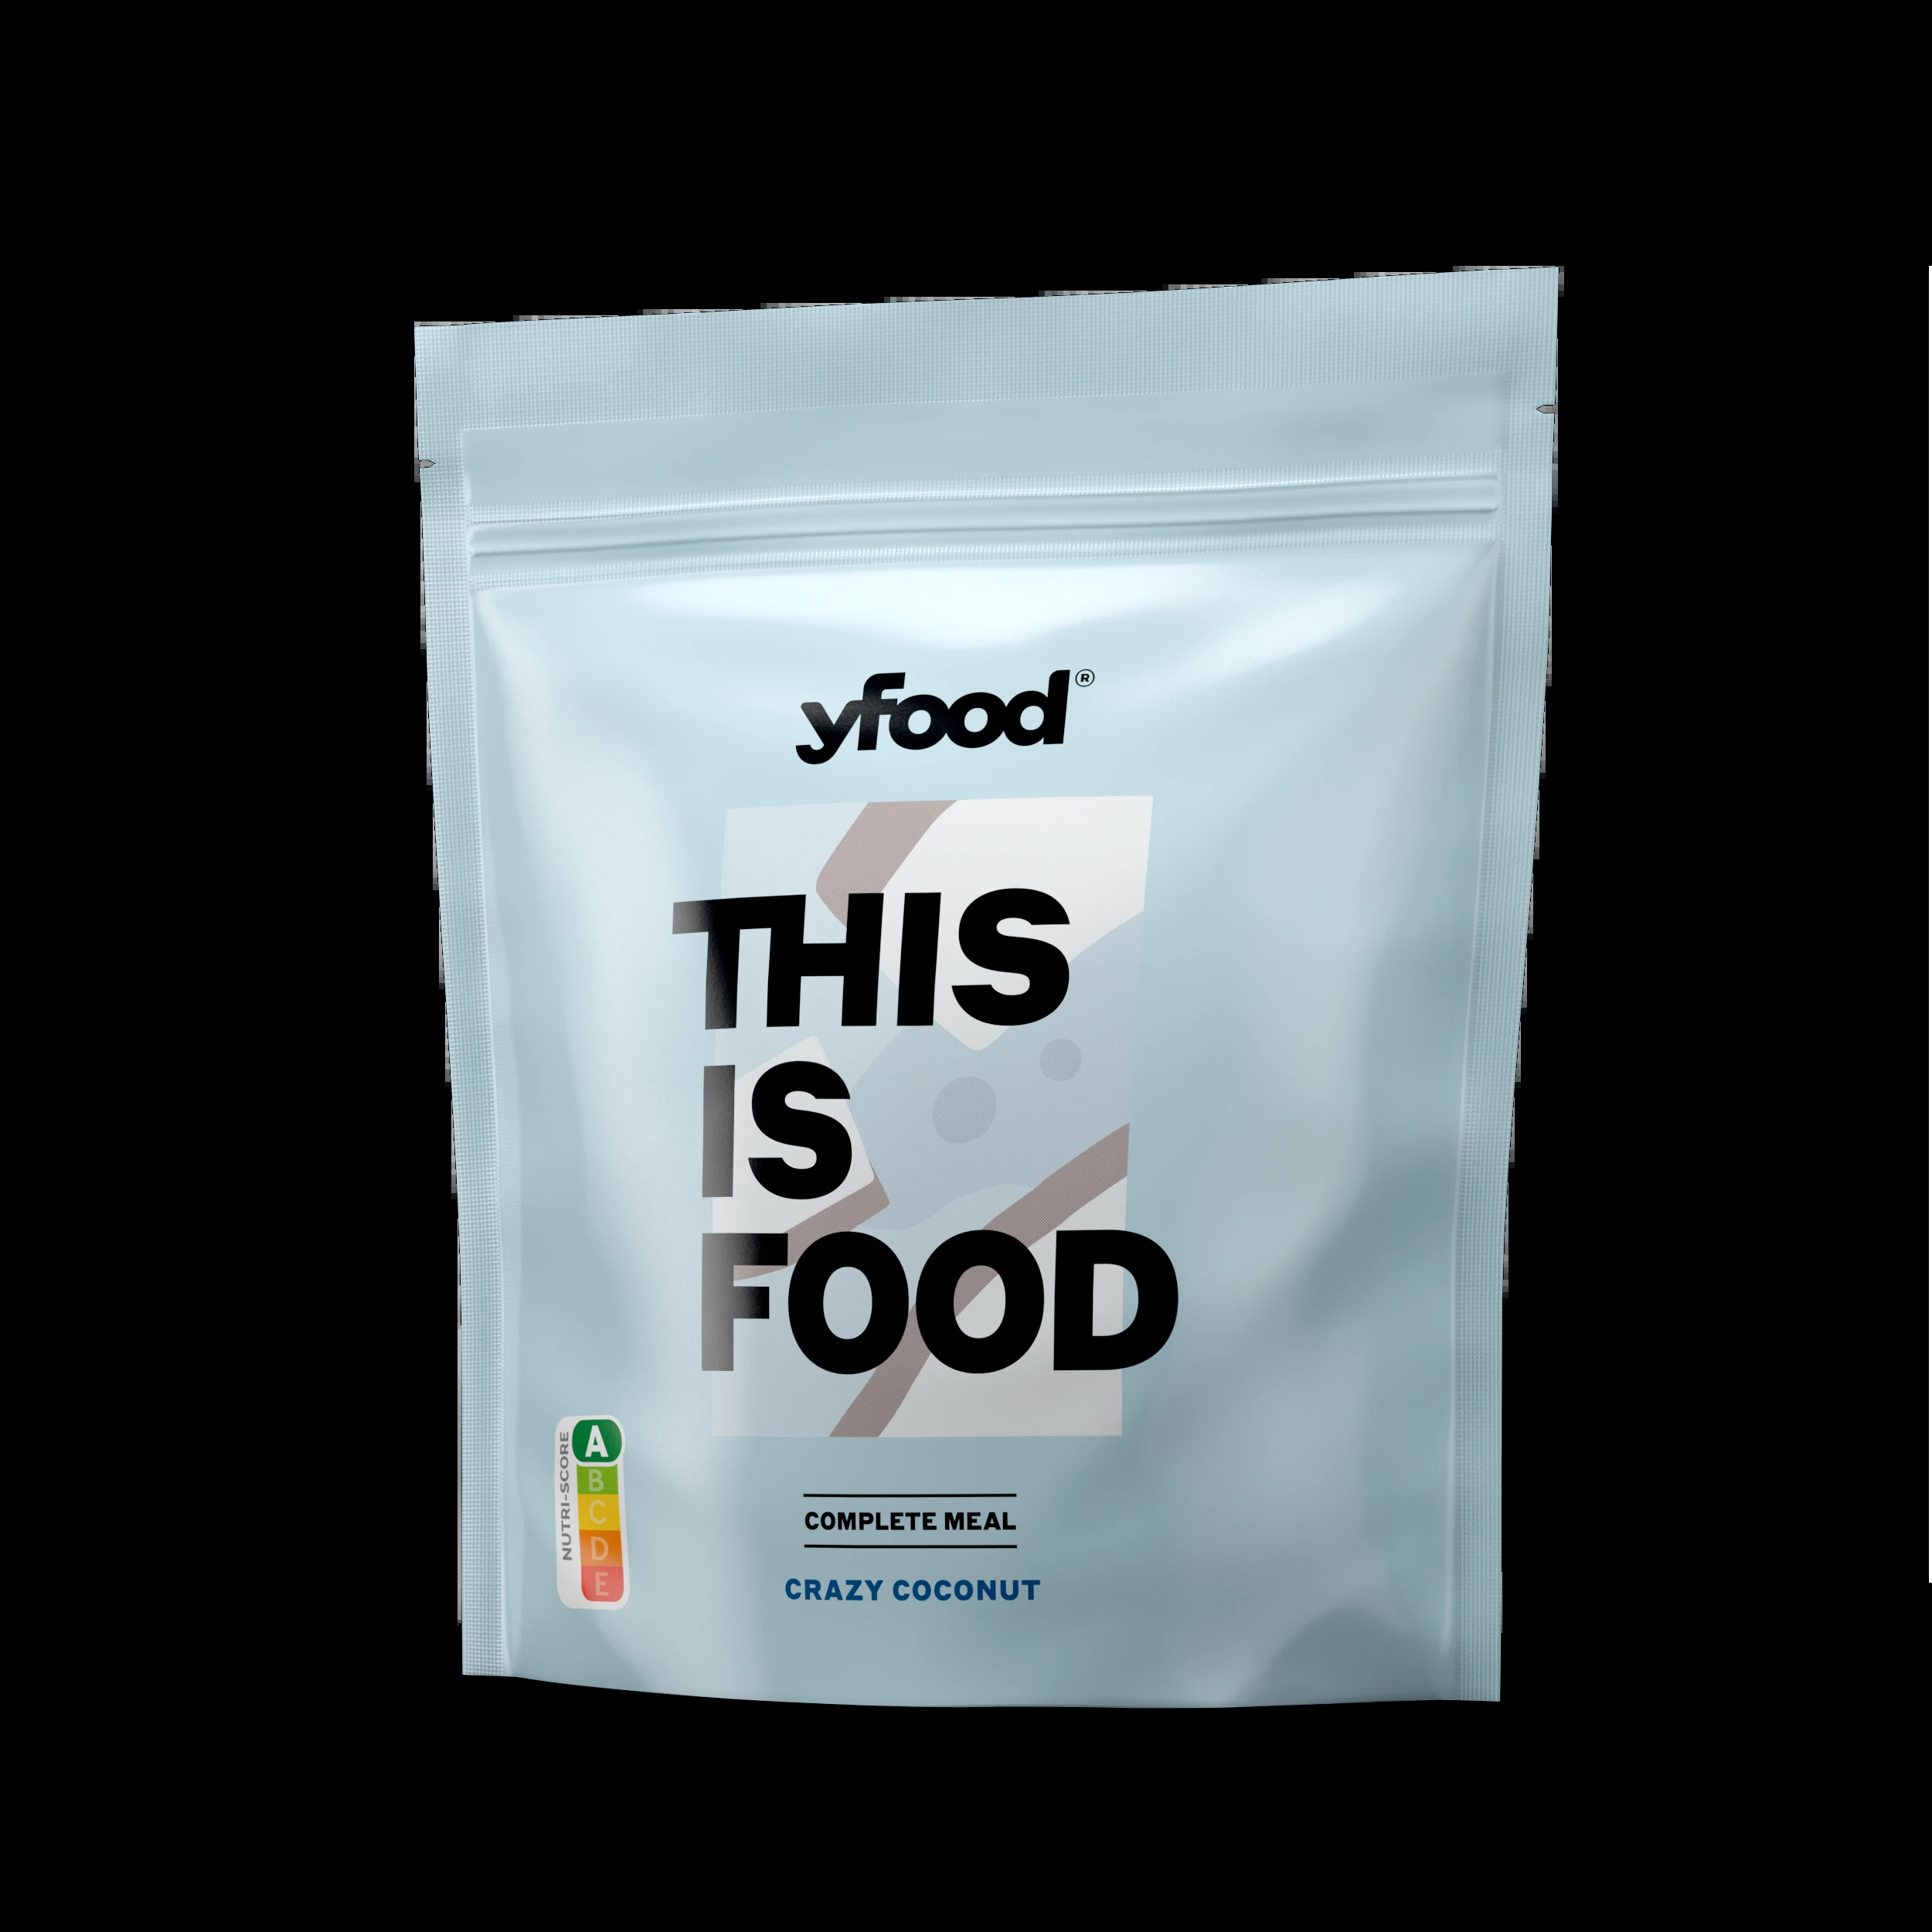 yfood®
THIS
IS
FOOD
NUTRI-SCORE
A
B
C
D
E
COMPLETE MEAL
CRAZY COCONUT